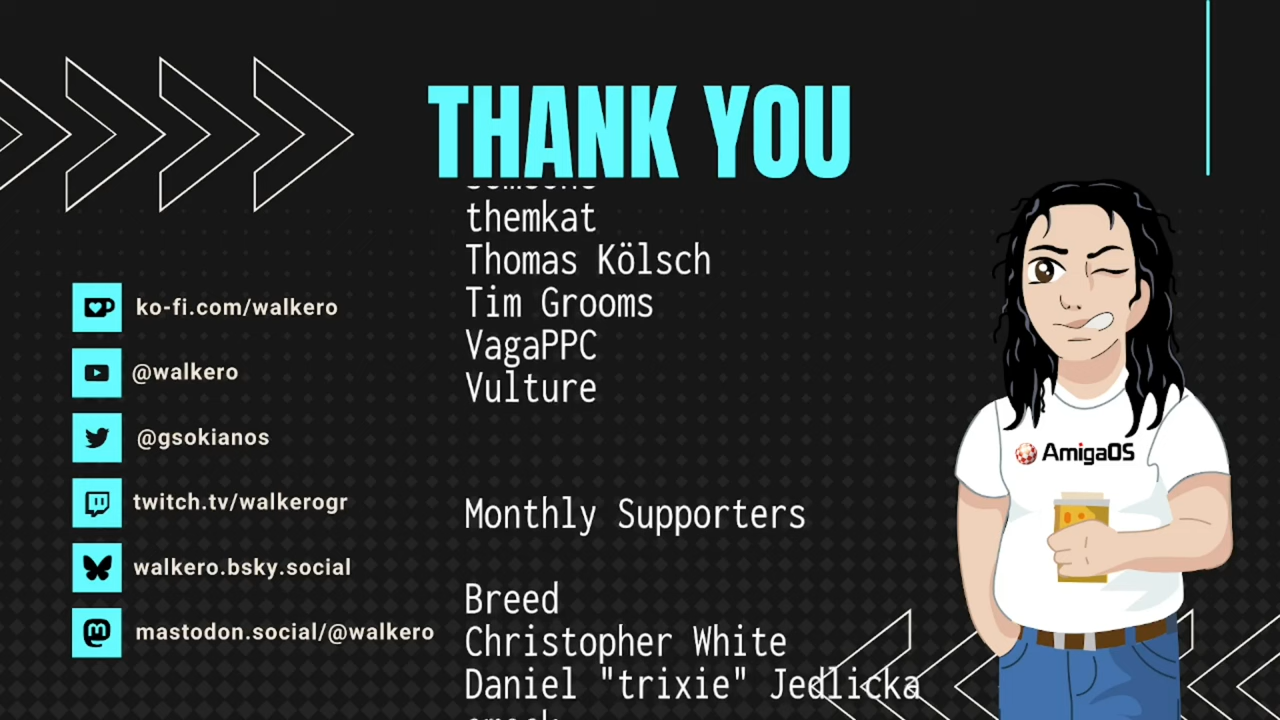 THANK YOU
themkat
Thomas Kölsch
Tim Grooms
VagaPPC
Vulture
Monthly Supporters
Breed
Christopher White
Daniel "trixie" Jedlicka
ko-fi.com/walkero
@walkero
@gsokianos
twitch.tv/walkerogr
walkero.bsky.social
mastodon.social/@walkero
AmigaOS